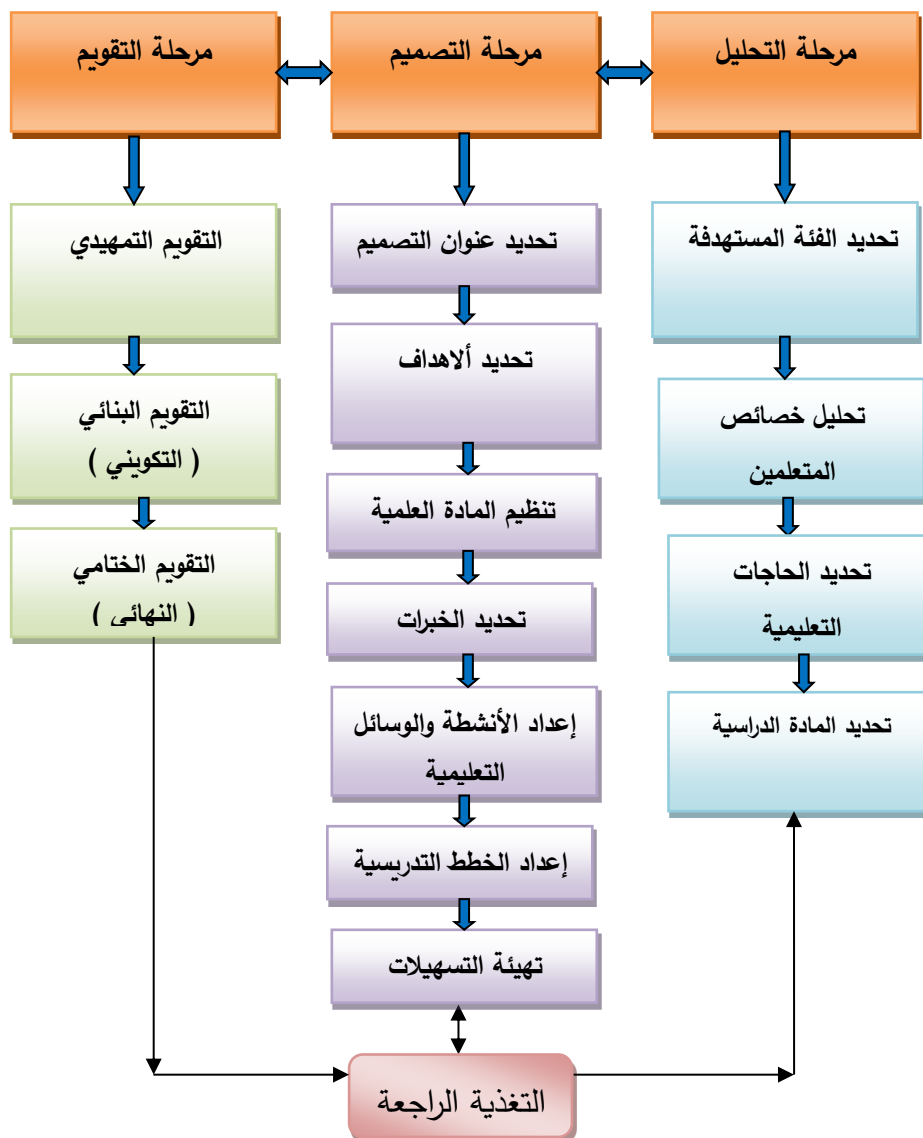 مرحلة التحليل
مرحلة التصميم
مرحلة التقويم
تحديد الفئة المستهدفة
تحليل خصائص
المتعلمين
تحديد الحاجات
التعليمية
تحديد المادة الدراسية
تحديد عنوان التصميم
تحديد ألاهداف
تنظيم المادة العلمية
تحديد الخبرات
إعداد الأنشطة والوسائل
التعليمية
إعداد الخطط التدريسية
تهيئة التسهيلات
التقويم التمهيدي
التقويم البنائي
( التكويني )
التقويم الختامي
( النهائي )
التغذية الراجعة